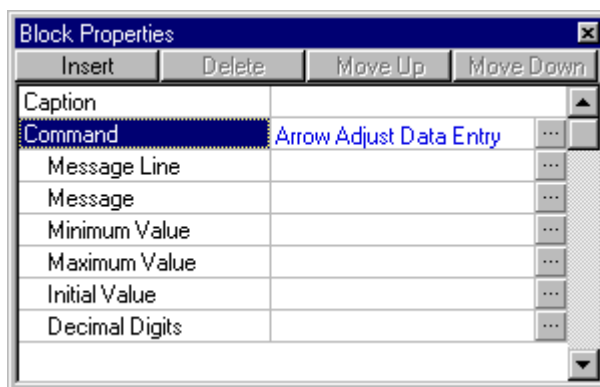 Block Properties
Insert Delete Move Up Move Down
Caption
Command Arrow Adjust Data Entry ...
Message Line ...
Message ...
Minimum Value ...
Maximum Value ...
Initial Value ...
Decimal Digits ...